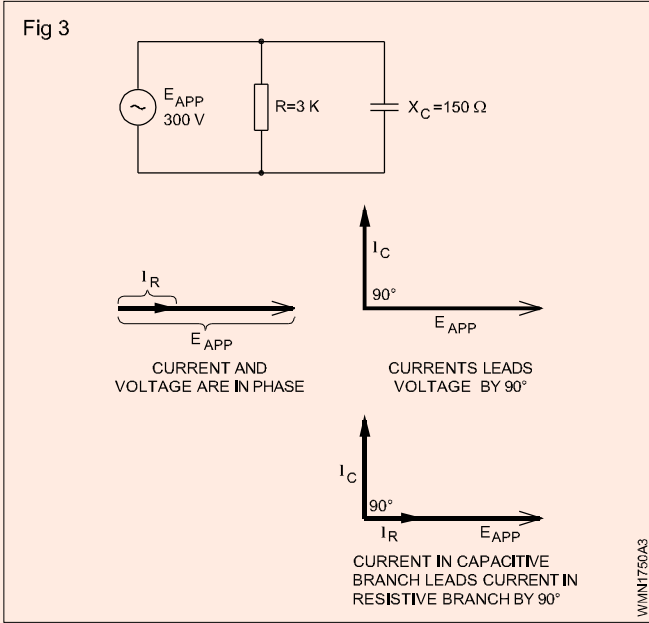 Fig 3
E APP
300 V
R=3 K
X C =150 Ω
I C
90°
E APP
I R
E APP
CURRENT AND
VOLTAGE ARE IN PHASE
CURRENTS LEADS
VOLTAGE BY 90°
I C
90°
I R
E APP
CURRENT IN CAPACITIVE
BRANCH LEADS CURRENT IN
RESISTIVE BRANCH BY 90°
WMN1750A3